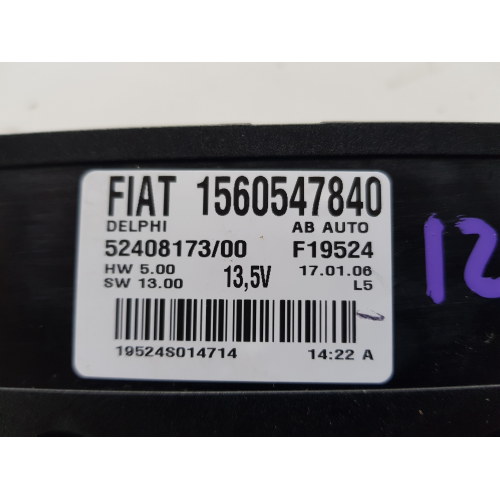 FIAT 1560547840
DELPHI AB AUTO
52408173/00 F19524
HW 5.00 13,5V 17.01.06
SW 13.00 L5
19524S014714 14:22 A
12